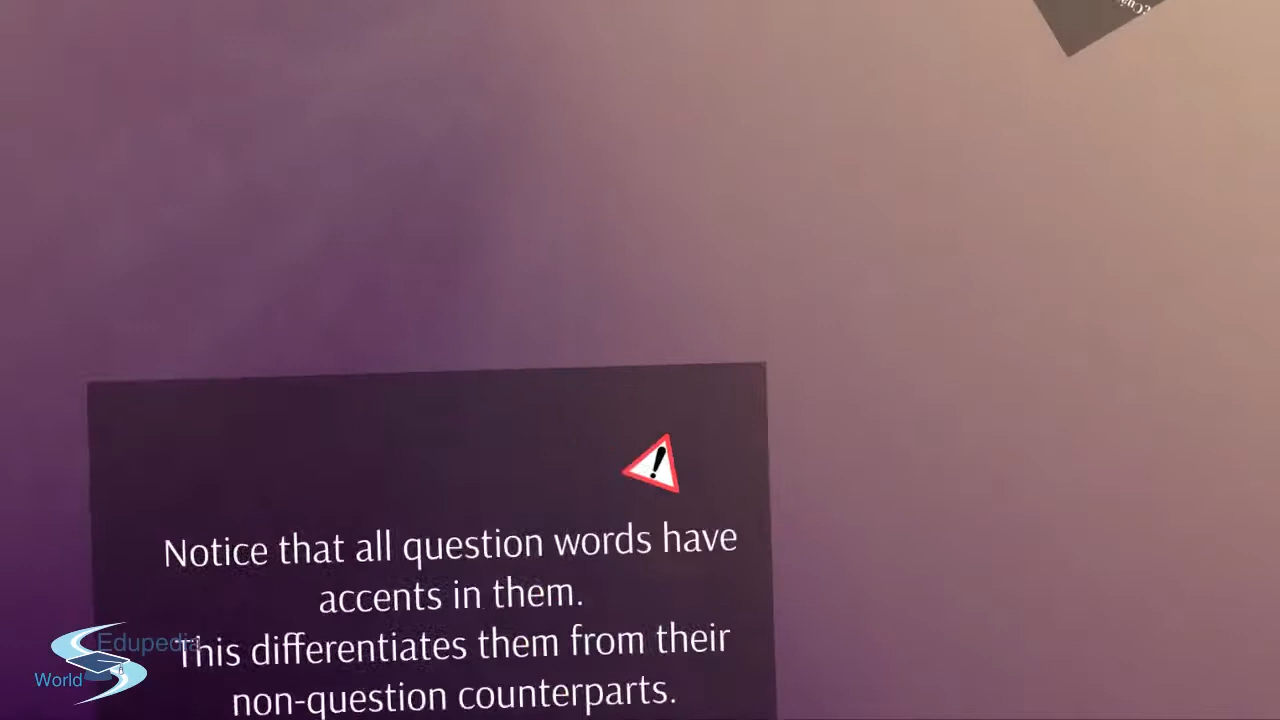 Notice that all question words have
accents in them.
This differentiates them from their
non-question counterparts.
Edupedia
World